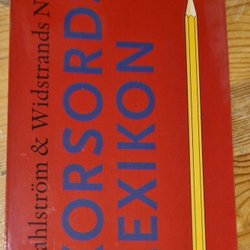 ahlström & Widstrands N
KORSORD
LEXIKON